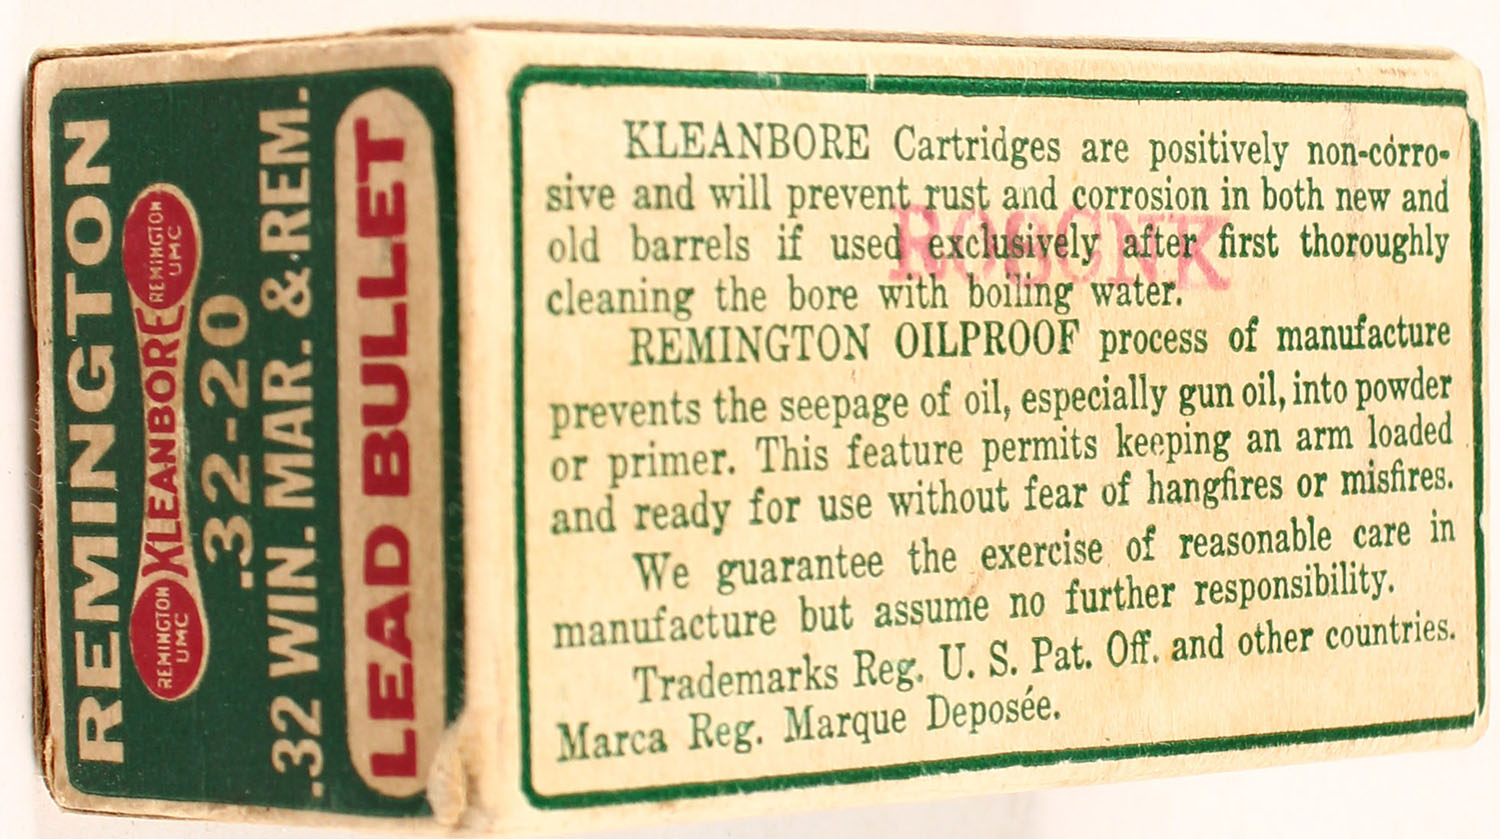 REMINGTON
REMINGTON
UMC
KLEANBORE
REMINGTON
UMC
.32-20
.32 WIN. MAR. & REM.
LEAD BULLET
KLEANBORE Cartridges are positively non-corro-
sive and will prevent rust and corrosion in both new and
old barrels if used exclusively after first thoroughly
cleaning the bore with boiling water.
REMINGTON OILPROOF process of manufacture
prevents the seepage of oil, especially gun oil, into powder
or primer. This feature permits keeping an arm loaded
and ready for use without fear of hangfires or misfires.
We guarantee the exercise of reasonable care in
manufacture but assume no further responsibility.
Trademarks Reg. U. S. Pat. Off. and other countries.
Marca Reg. Marque Deposée.